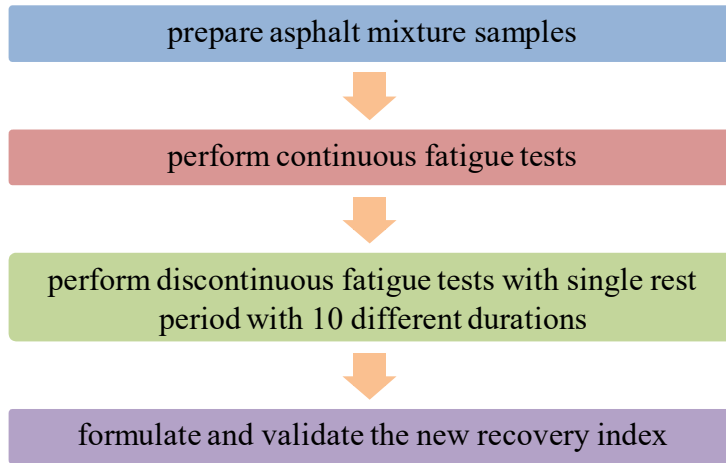 prepare asphalt mixture samples
perform continuous fatigue tests
perform discontinuous fatigue tests with single rest
period with 10 different durations
formulate and validate the new recovery index